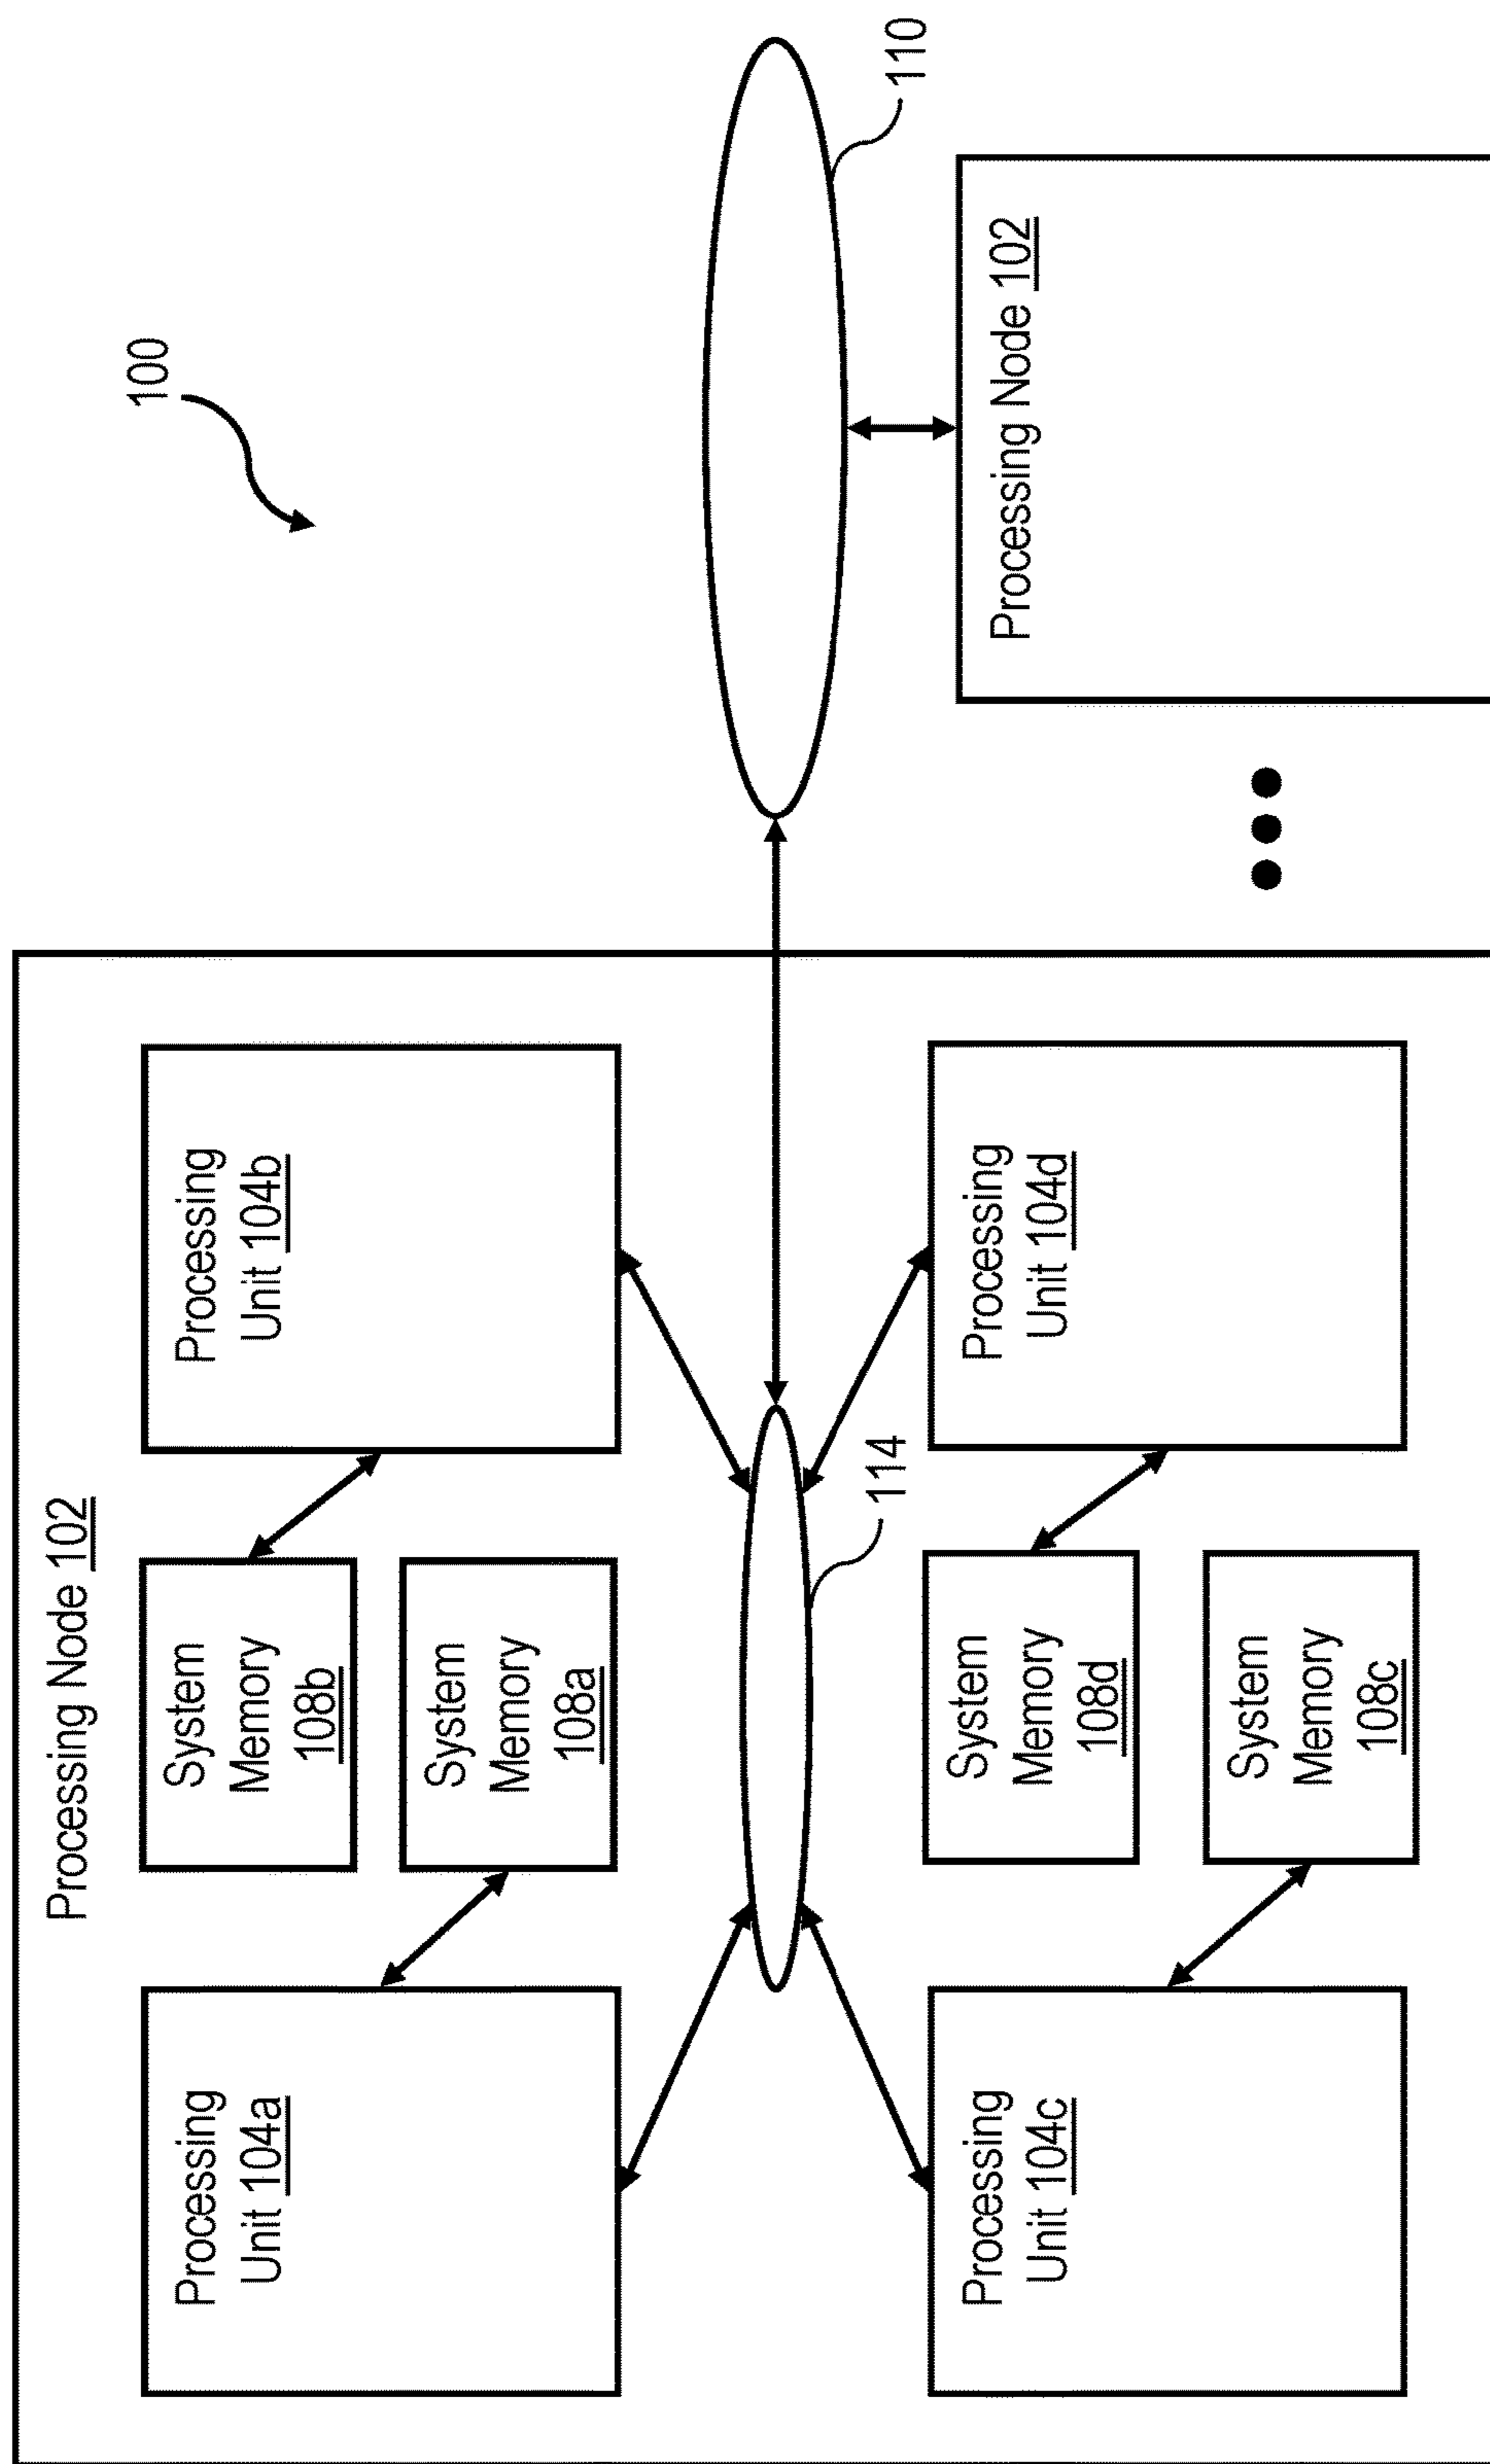 100
Processing Node 102
Processing
Unit 104a
System
Memory
108b
System
Memory
108a
Processing
Unit 104b
110
114
Processing Node 102
Processing
Unit 104c
System
Memory
108d
System
Memory
108c
Processing
Unit 104d